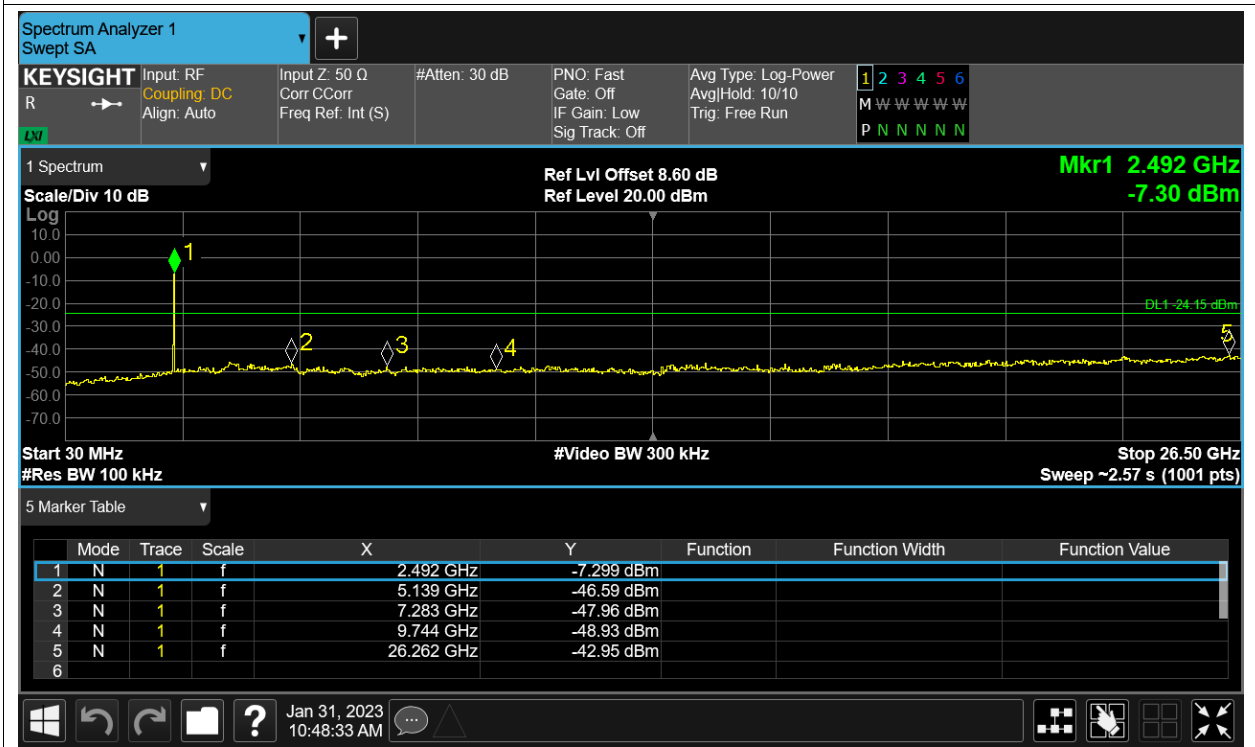 Spectrum Analyzer 1
Swept SA
KEYSIGHT
R
LXI
Input: RF
Coupling: DC
Align: Auto
Input Z: 50 Ω
Corr CCorr
Freq Ref: Int (S)
#Atten: 30 dB
PNO: Fast
Gate: Off
IF Gain: Low
Sig Track: Off
Avg Type: Log-Power
Avg|Hold: 10/10
Trig: Free Run
1 2 3 4 5 6
M W W W W W
P N N N N N
1 Spectrum
Scale/Div 10 dB
Ref Lvl Offset 8.60 dB
Ref Level 20.00 dBm
Mkr1 2.492 GHz
-7.30 dBm
Log
10.0
0.00
-10.0
-20.0
-30.0
-40.0
-50.0
-60.0
-70.0
1
2
3
4
5
DL1 -24.15 dBm
Start 30 MHz
#Res BW 100 kHz
#Video BW 300 kHz
Stop 26.50 GHz
Sweep ~2.57 s (1001 pts)
5 Marker Table
Mode Trace Scale X Y Function Function Width Function Value
1 N 1 f 2.492 GHz -7.299 dBm
2 N 1 f 5.139 GHz -46.59 dBm
3 N 1 f 7.283 GHz -47.96 dBm
4 N 1 f 9.744 GHz -48.93 dBm
5 N 1 f 26.262 GHz -42.95 dBm
6
?
Jan 31, 2023
10:48:33 AM